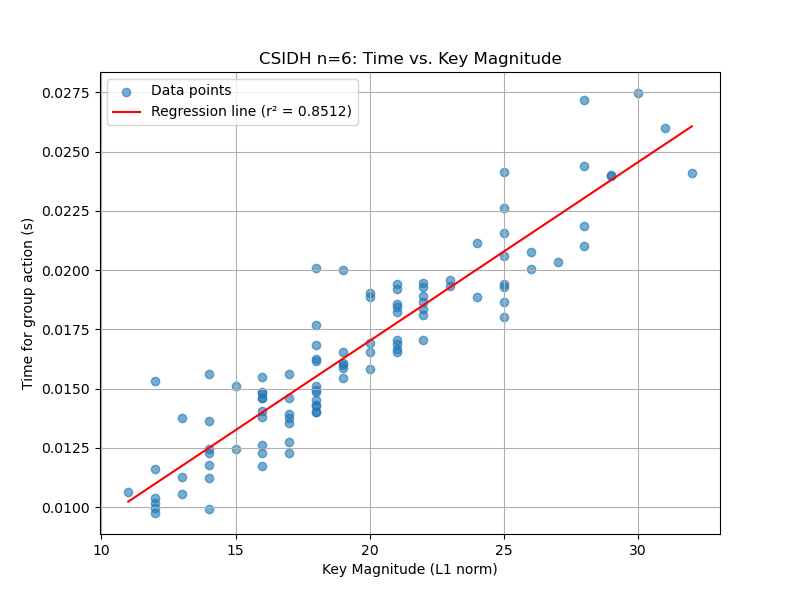 CSIDH n=6: Time vs. Key Magnitude
Data points
Regression line (r² = 0.8512)
0.0275
0.0250
0.0225
0.0200
0.0175
0.0150
0.0125
0.0100
Time for group action (s)
10 15 20 25 30
Key Magnitude (L1 norm)